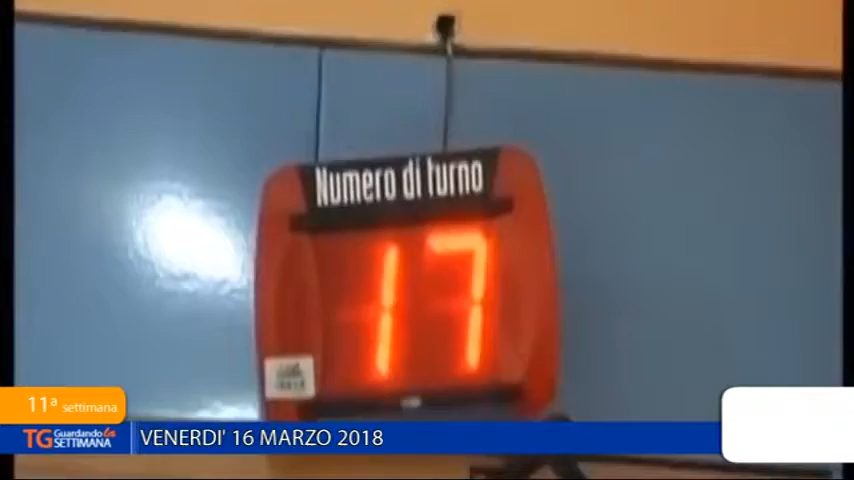 Numero di turno
17
11ª settimana
TG Guardando la SETTIMANA
VENERDI' 16 MARZO 2018